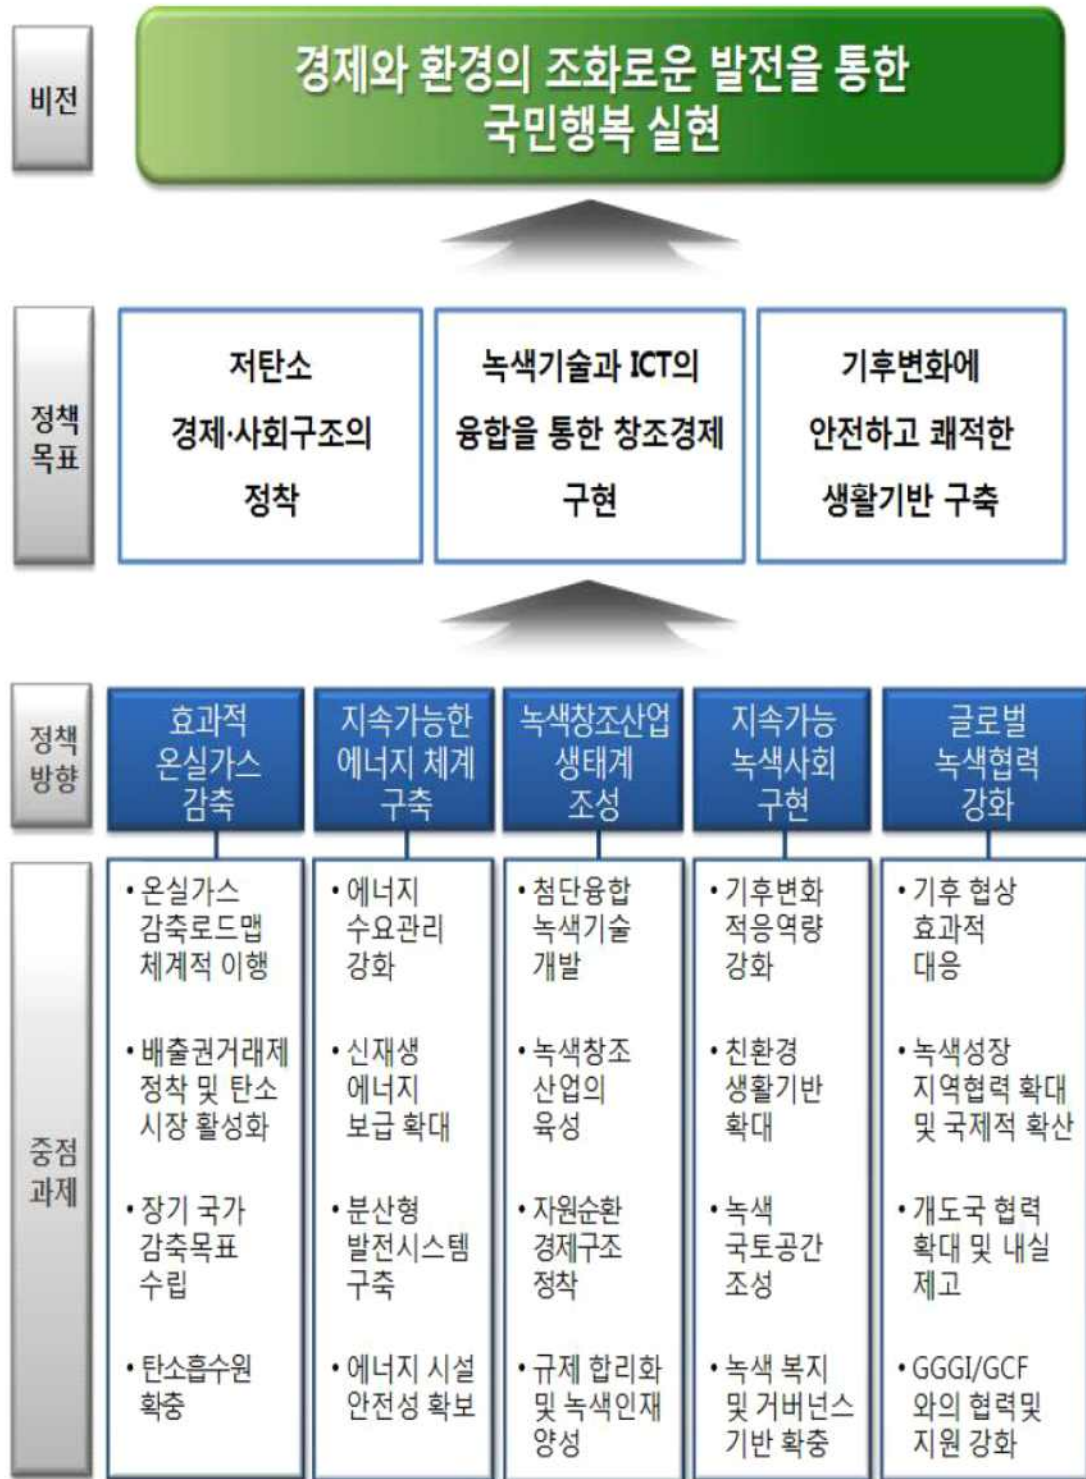 비전
경제와 환경의 조화로운 발전을 통한
국민행복 실현
정책
목표
저탄소
경제·사회구조의
정착
녹색기술과 ICT의
융합을 통한 창조경제
구현
기후변화에
안전하고 쾌적한
생활기반 구축
정책
방향
효과적
온실가스
감축
지속가능한
에너지 체계
구축
녹색창조산업
생태계
조성
지속가능
녹색사회
구현
글로벌
녹색협력
강화
중점
과제
• 온실가스
감축로드맵
체계적 이행
• 배출권거래제
정착 및 탄소
시장 활성화
• 장기 국가
감축목표
수립
• 탄소흡수원
확충
• 에너지
수요관리
강화
• 신재생
에너지
보급 확대
• 분산형
발전시스템
구축
• 에너지 시설
안전성 확보
• 첨단융합
녹색기술
개발
• 녹색창조
산업의
육성
• 자원순환
경제구조
정착
• 규제 합리화
및 녹색인재
양성
• 기후변화
적응역량
강화
• 친환경
생활기반
확대
• 녹색
국토공간
조성
• 녹색 복지
및 거버넌스
기반 확충
• 기후 협상
효과적
대응
• 녹색성장
지역협력 확대
및 국제적 확산
• 개도국 협력
확대 및 내실
제고
• GGGI/GCF
와의 협력및
지원 강화